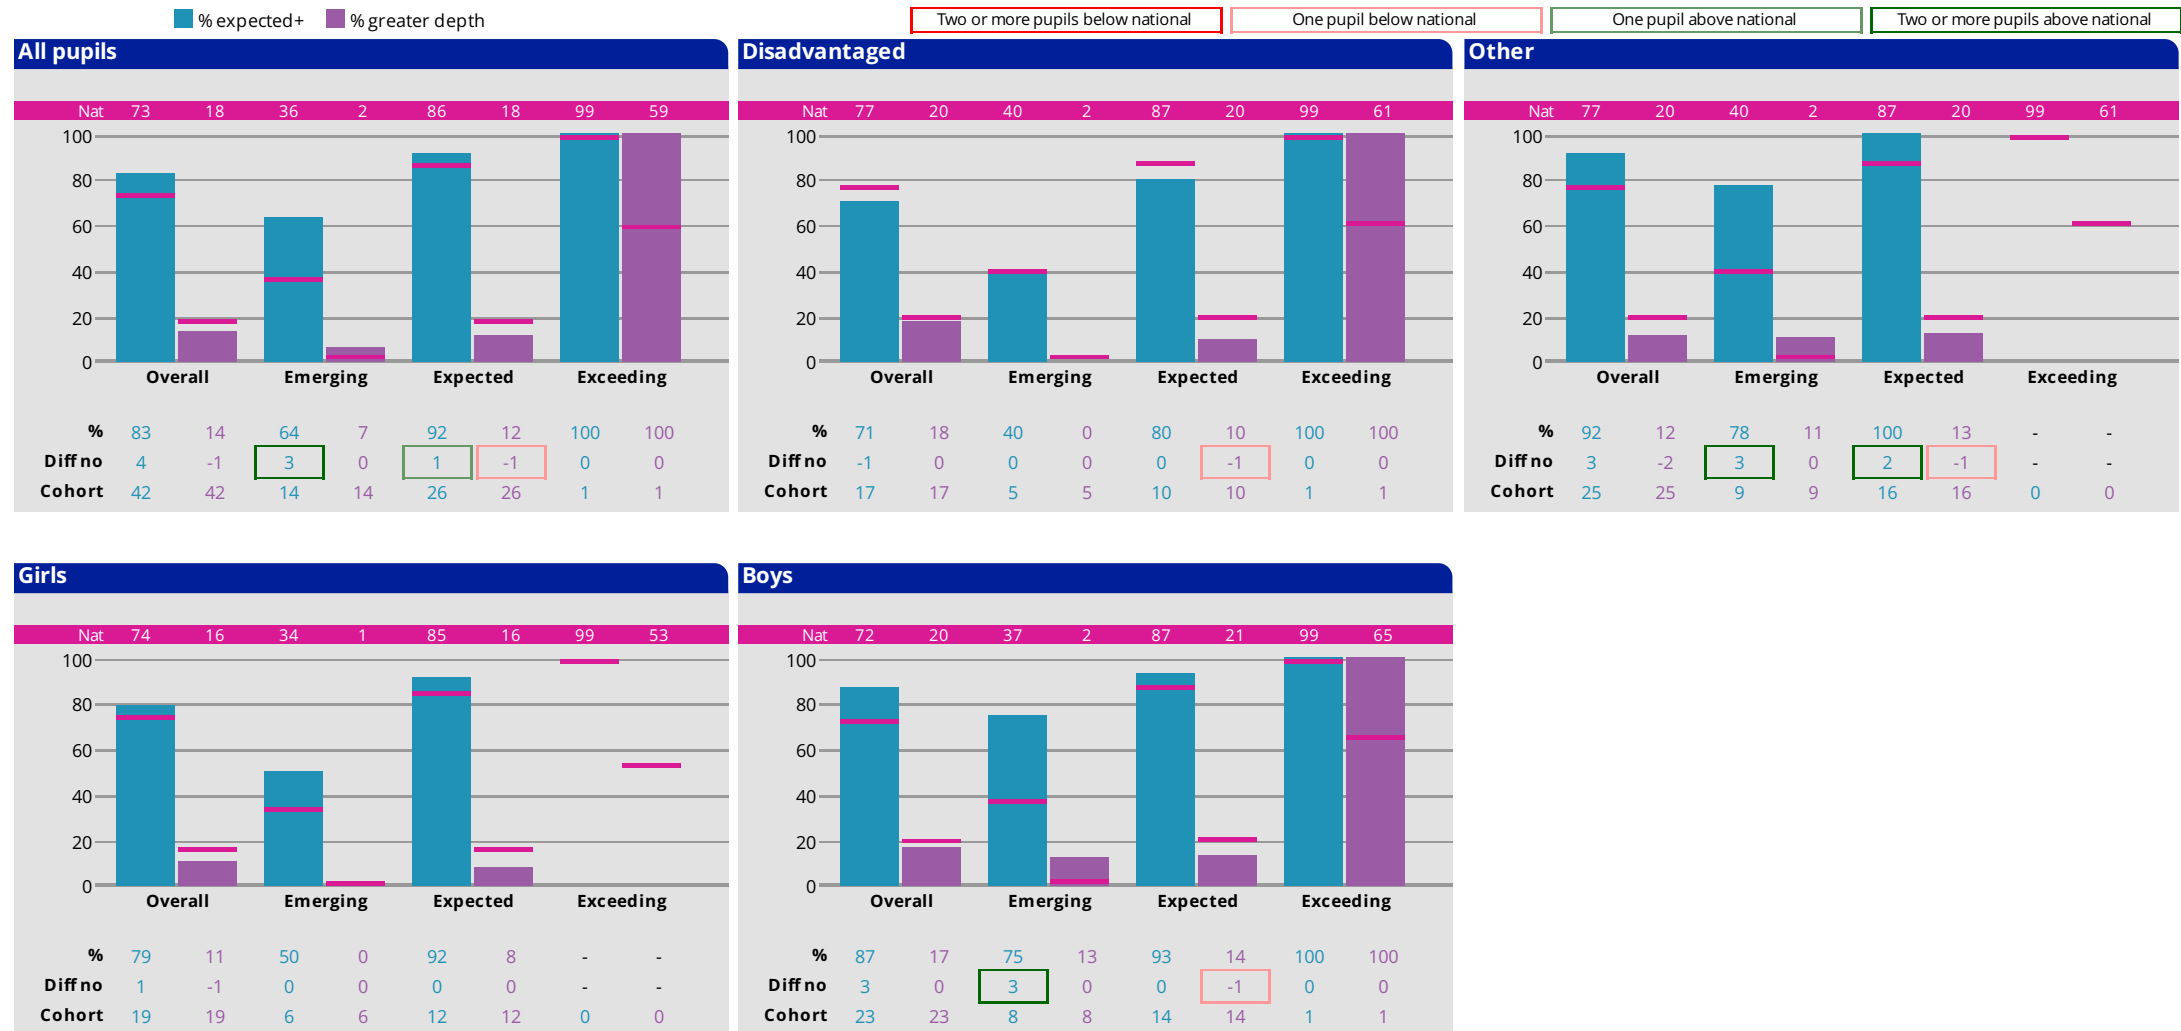 % expected+ % greater depth
Two or more pupils below national One pupil below national One pupil above national Two or more pupils above national
All pupils
Nat 73 18 36 2 86 18 99 59
100
80
60
40
20
0
Overall Emerging Expected Exceeding
% 83 14 64 7 92 12 100 100
Diff no 4 -1 3 0 1 -1 0 0
Cohort 42 42 14 14 26 26 1 1
Disadvantaged
Nat 77 20 40 2 87 20 99 61
100
80
60
40
20
0
Overall Emerging Expected Exceeding
% 71 18 40 0 80 10 100 100
Diff no -1 0 0 0 0 -1 0 0
Cohort 17 17 5 5 10 10 1 1
Other
Nat 77 20 40 2 87 20 99 61
100
80
60
40
20
0
Overall Emerging Expected Exceeding
% 92 12 78 11 100 13 - -
Diff no 3 -2 3 0 2 -1 - -
Cohort 25 25 9 9 16 16 0 0
Girls
Nat 74 16 34 1 85 16 99 53
100
80
60
40
20
0
Overall Emerging Expected Exceeding
% 79 11 50 0 92 8 - -
Diff no 1 -1 0 0 0 0 - -
Cohort 19 19 6 6 12 12 0 0
Boys
Nat 72 20 37 2 87 21 99 65
100
80
60
40
20
0
Overall Emerging Expected Exceeding
% 87 17 75 13 93 14 100 100
Diff no 3 0 3 0 0 -1 0 0
Cohort 23 23 8 8 14 14 1 1